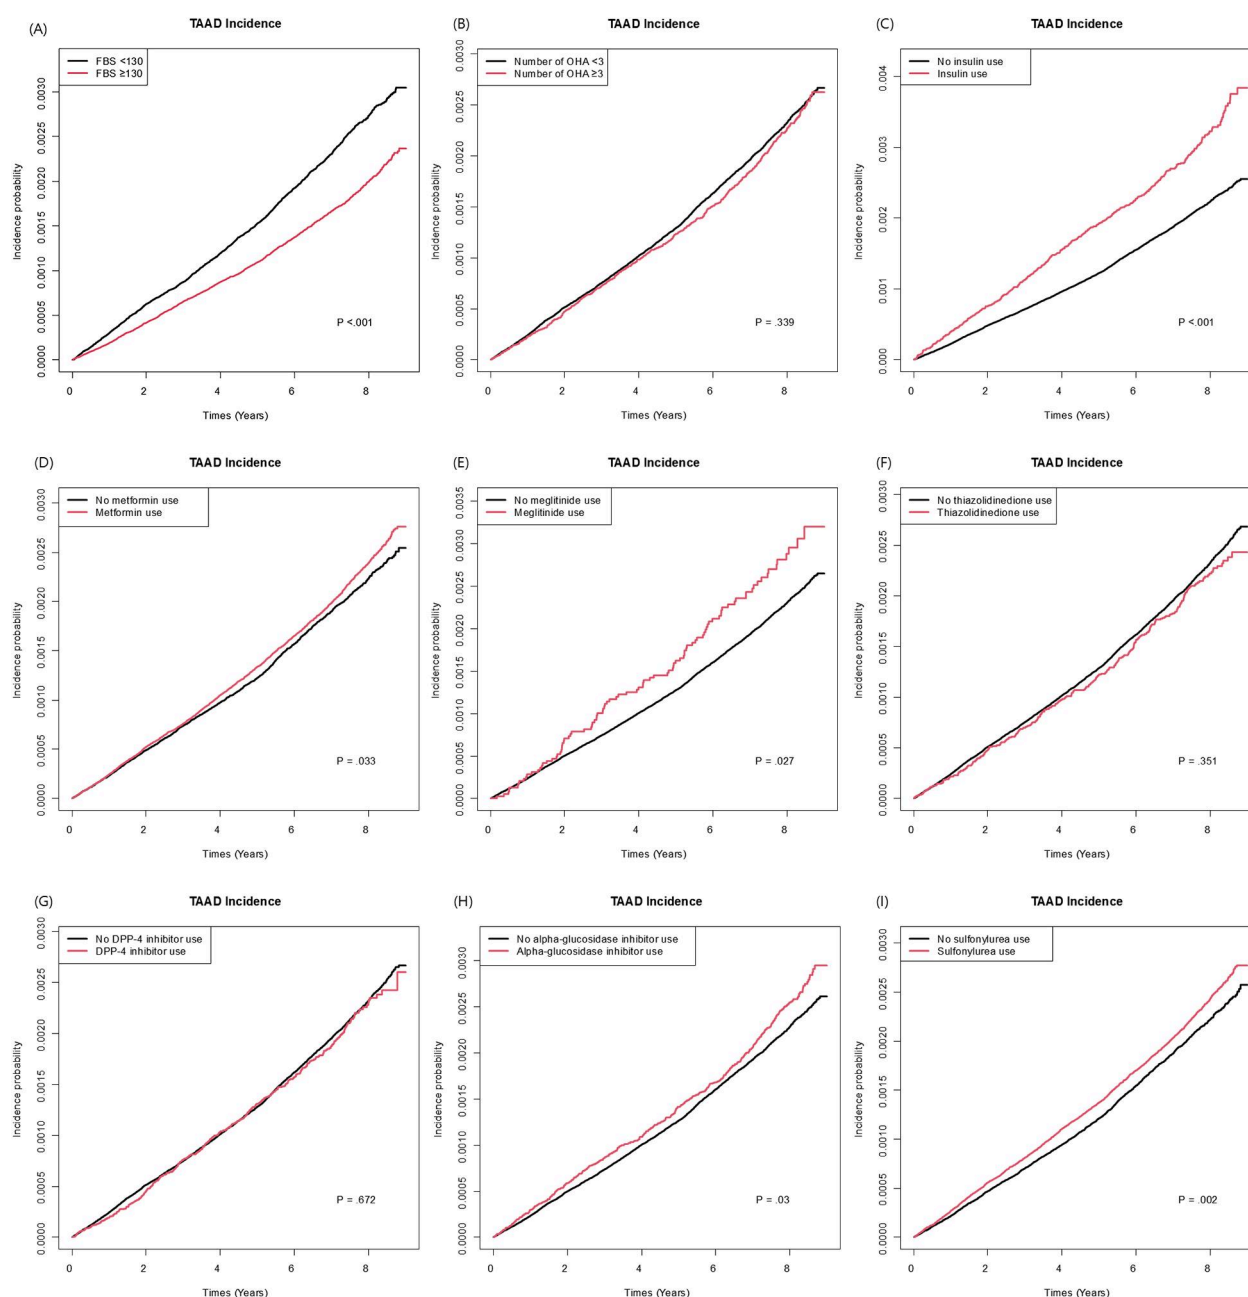 (A)
TAAD Incidence
FBS <130
FBS ≥130
0.0030
0.0025
0.0020
0.0015
0.0010
0.0005
0.0000
Incidence probability
P <.001
0 2 4 6 8
Times (Years)
(B)
TAAD Incidence
Number of OHA <3
Number of OHA ≥3
0.0030
0.0025
0.0020
0.0015
0.0010
0.0005
0.0000
Incidence probability
P = .339
0 2 4 6 8
Times (Years)
(C)
TAAD Incidence
No insulin use
Insulin use
0.004
0.003
0.002
0.001
0.000
Incidence probability
P <.001
0 2 4 6 8
Times (Years)
(D)
TAAD Incidence
No metformin use
Metformin use
0.0030
0.0025
0.0020
0.0015
0.0010
0.0005
0.0000
Incidence probability
P = .033
0 2 4 6 8
Times (Years)
(E)
TAAD Incidence
No meglitinide use
Meglitinide use
0.0035
0.0030
0.0025
0.0020
0.0015
0.0010
0.0005
0.0000
Incidence probability
P = .027
0 2 4 6 8
Times (Years)
(F)
TAAD Incidence
No thiazolidinedione use
Thiazolidinedione use
0.0030
0.0025
0.0020
0.0015
0.0010
0.0005
0.0000
Incidence probability
P = .351
0 2 4 6 8
Times (Years)
(G)
TAAD Incidence
No DPP-4 inhibitor use
DPP-4 inhibitor use
0.0030
0.0025
0.0020
0.0015
0.0010
0.0005
0.0000
Incidence probability
P = .672
0 2 4 6 8
Times (Years)
(H)
TAAD Incidence
No alpha-glucosidase inhibitor use
Alpha-glucosidase inhibitor use
0.0030
0.0025
0.0020
0.0015
0.0010
0.0005
0.0000
Incidence probability
P = .03
0 2 4 6 8
Times (Years)
(I)
TAAD Incidence
No sulfonylurea use
Sulfonylurea use
0.0030
0.0025
0.0020
0.0015
0.0010
0.0005
0.0000
Incidence probability
P = .002
0 2 4 6 8
Times (Years)